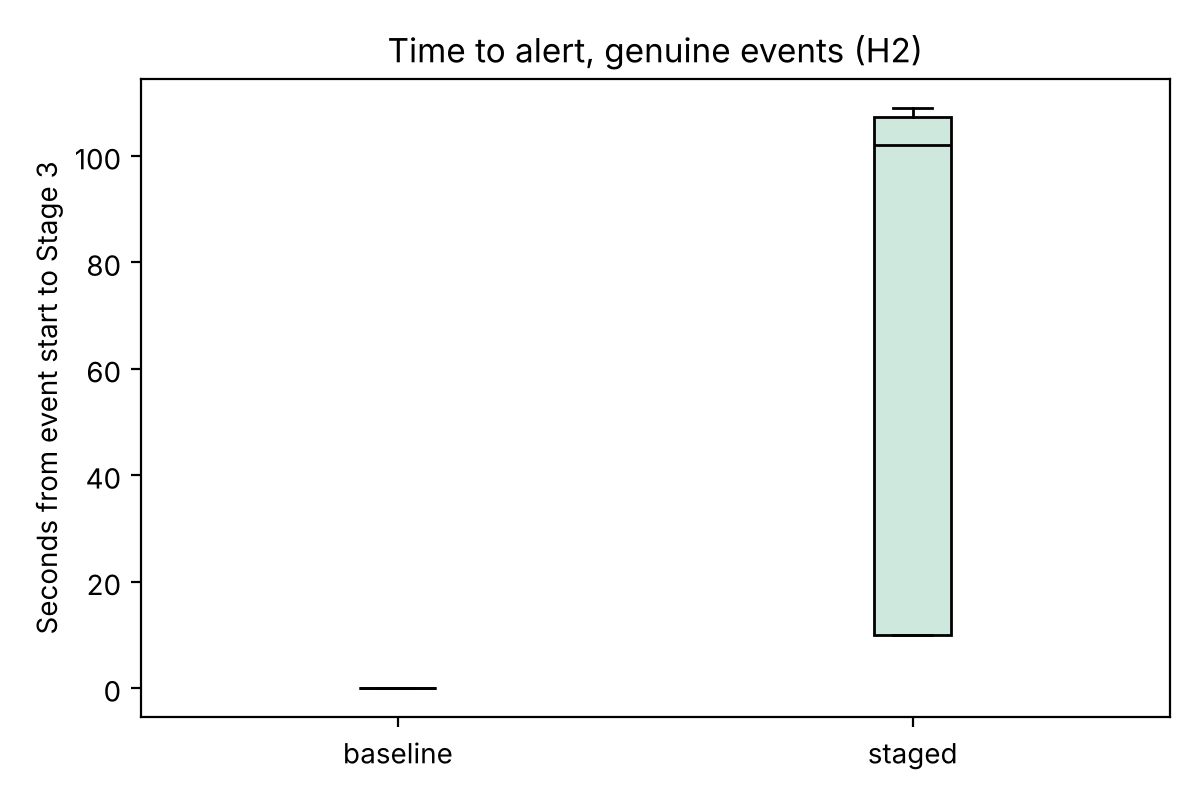 Time to alert, genuine events (H2)
Seconds from event start to Stage 3
100
80
60
40
20
0
baseline
staged